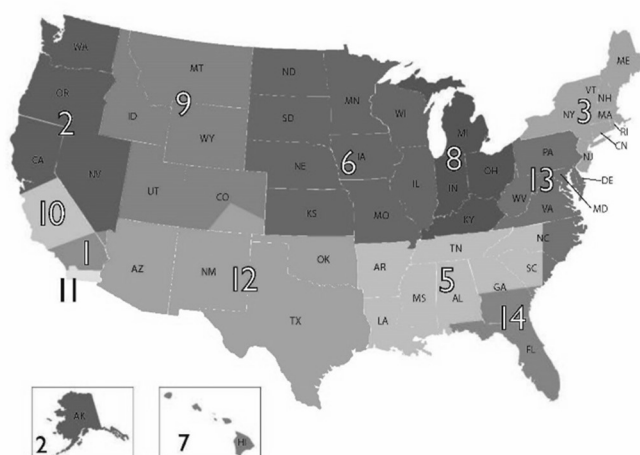 WA
MT
ND
ME
OR
MN
VT
NH
ID
9
WI
NY
3
MA
2
SD
MI
RI
WY
CN
IA
6
8
PA
NJ
CA
NV
NE
OH
UT
IL
IN
13
DE
CO
WV
10
KS
MO
VA
MD
KY
1
NC
OK
TN
AZ
NM
12
AR
SC
11
5
MS
AL
GA
TX
LA
14
FL
AK
2
7
HI